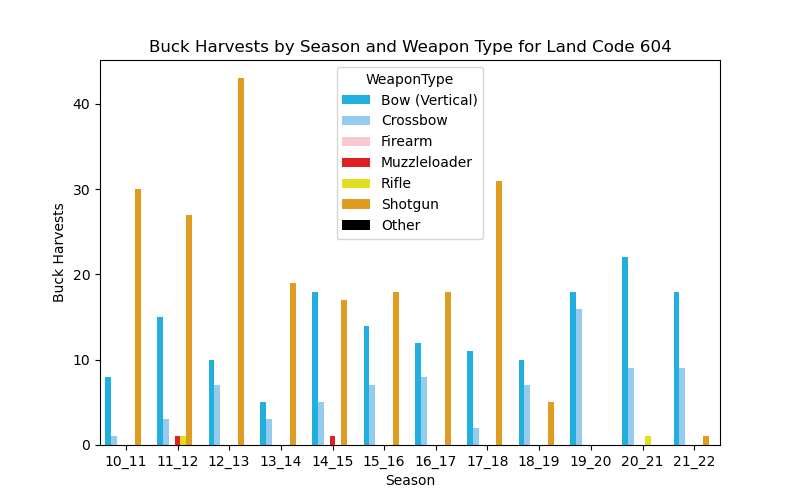 Buck Harvests by Season and Weapon Type for Land Code 604
WeaponType
Bow (Vertical)
Crossbow
Firearm
Muzzleloader
Rifle
Shotgun
Other
Buck Harvests
40
30
20
10
0
10_11 11_12 12_13 13_14 14_15 15_16 16_17 17_18 18_19 19_20 20_21 21_22
Season